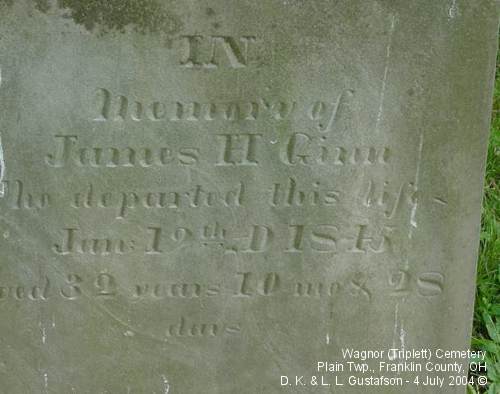 IN
Memory of
James H Ginn
who departed this life
Jan: 19th AD 1845
aged 32 years 10 mo & 28
days
Wagnor (Triplett) Cemetery
Plain Twp., Franklin County, OH
D. K. & L. L. Gustafson - 4 July 2004 ©